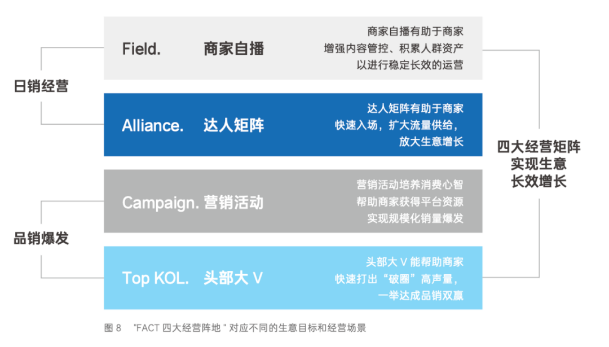 Field. 商家自播
商家自播有助于商家
增强内容管控、积累人群资产
以进行稳定长效的运营
日销经营
Alliance. 达人矩阵
达人矩阵有助于商家
快速入场，扩大流量供给，
放大生意增长
四大经营矩阵
实现生意
长效增长
Campaign. 营销活动
营销活动培养消费心智
帮助商家获得平台资源
实现规模化销量爆发
品销爆发
Top KOL. 头部大 V
头部大 V 能帮助商家
快速打出“破圈”高声量，
一举达成品销双赢
图 8 “FACT 四大经营阵地”对应不同的生意目标和经营场景